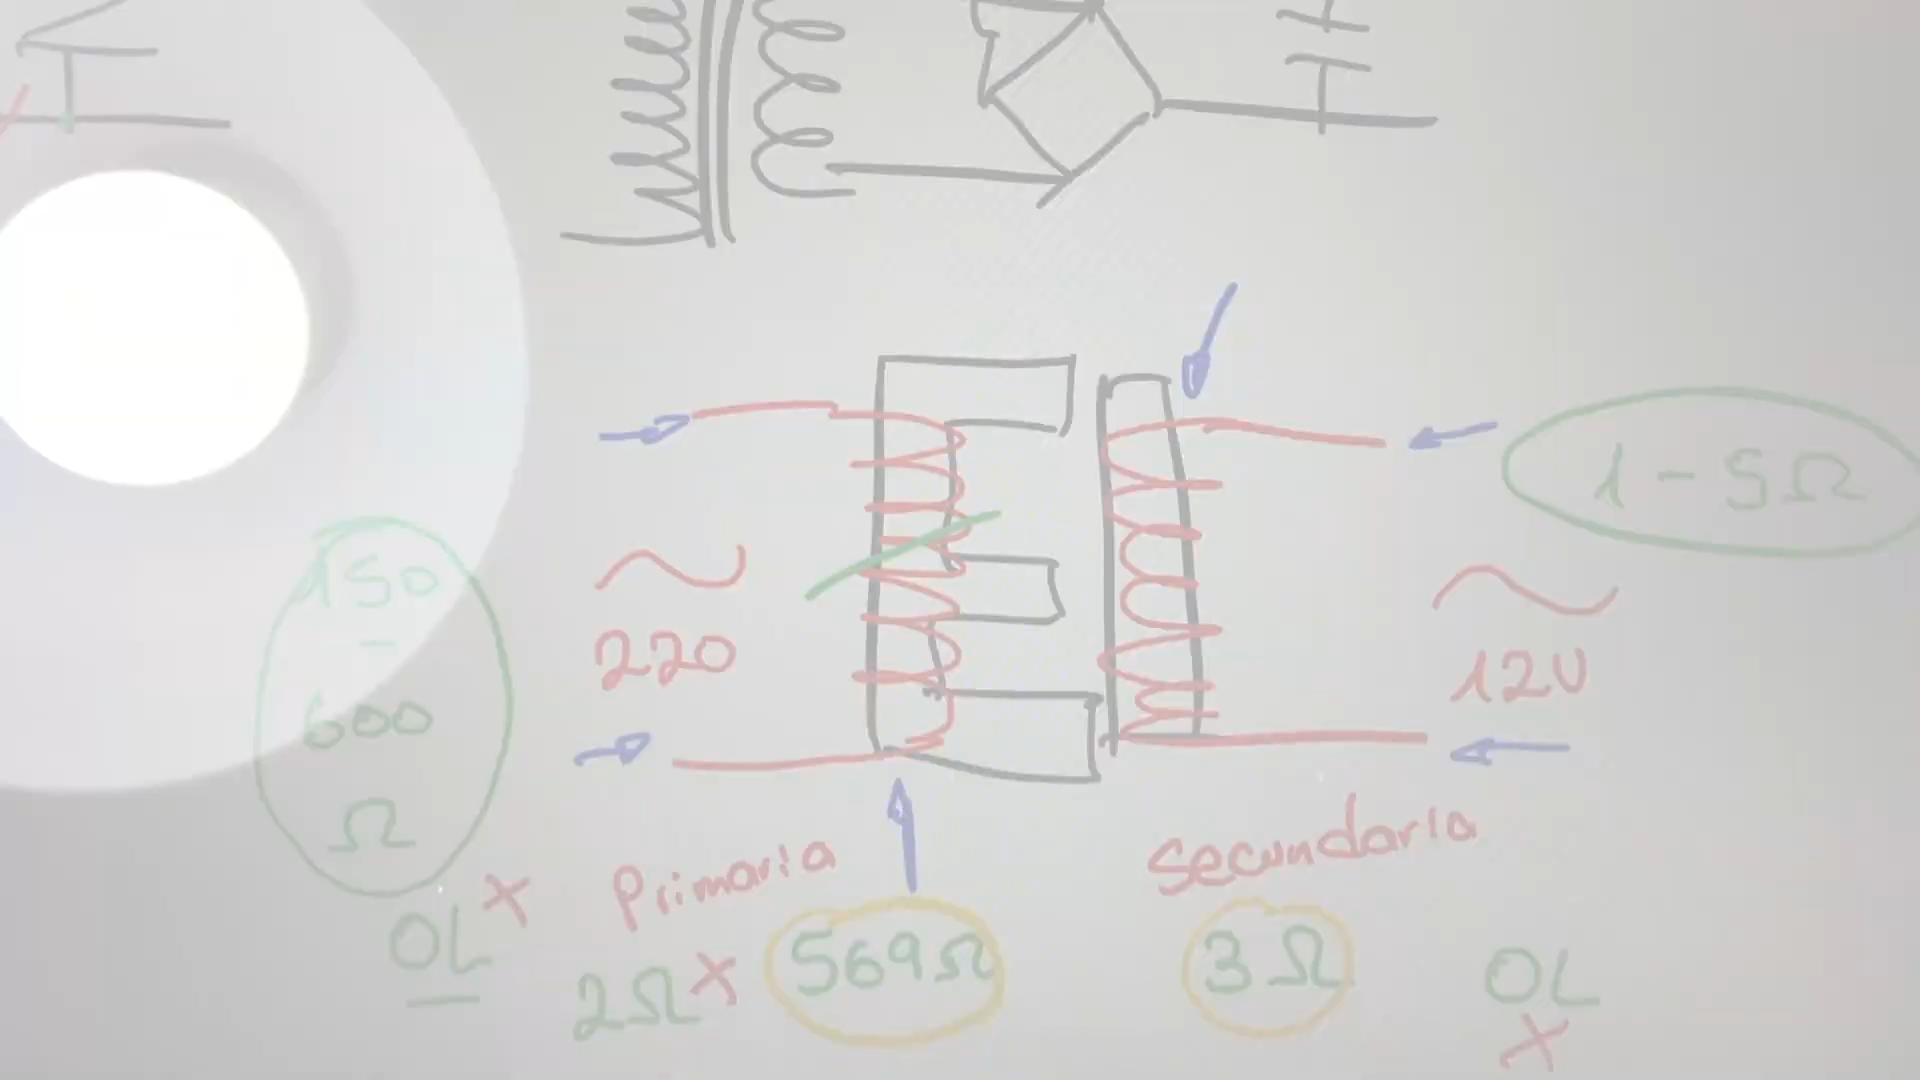 1-5Ω
150
-
600
Ω
220
12V
Primaria
Secundaria
OL X
2Ω X
569Ω
3Ω
OL
X